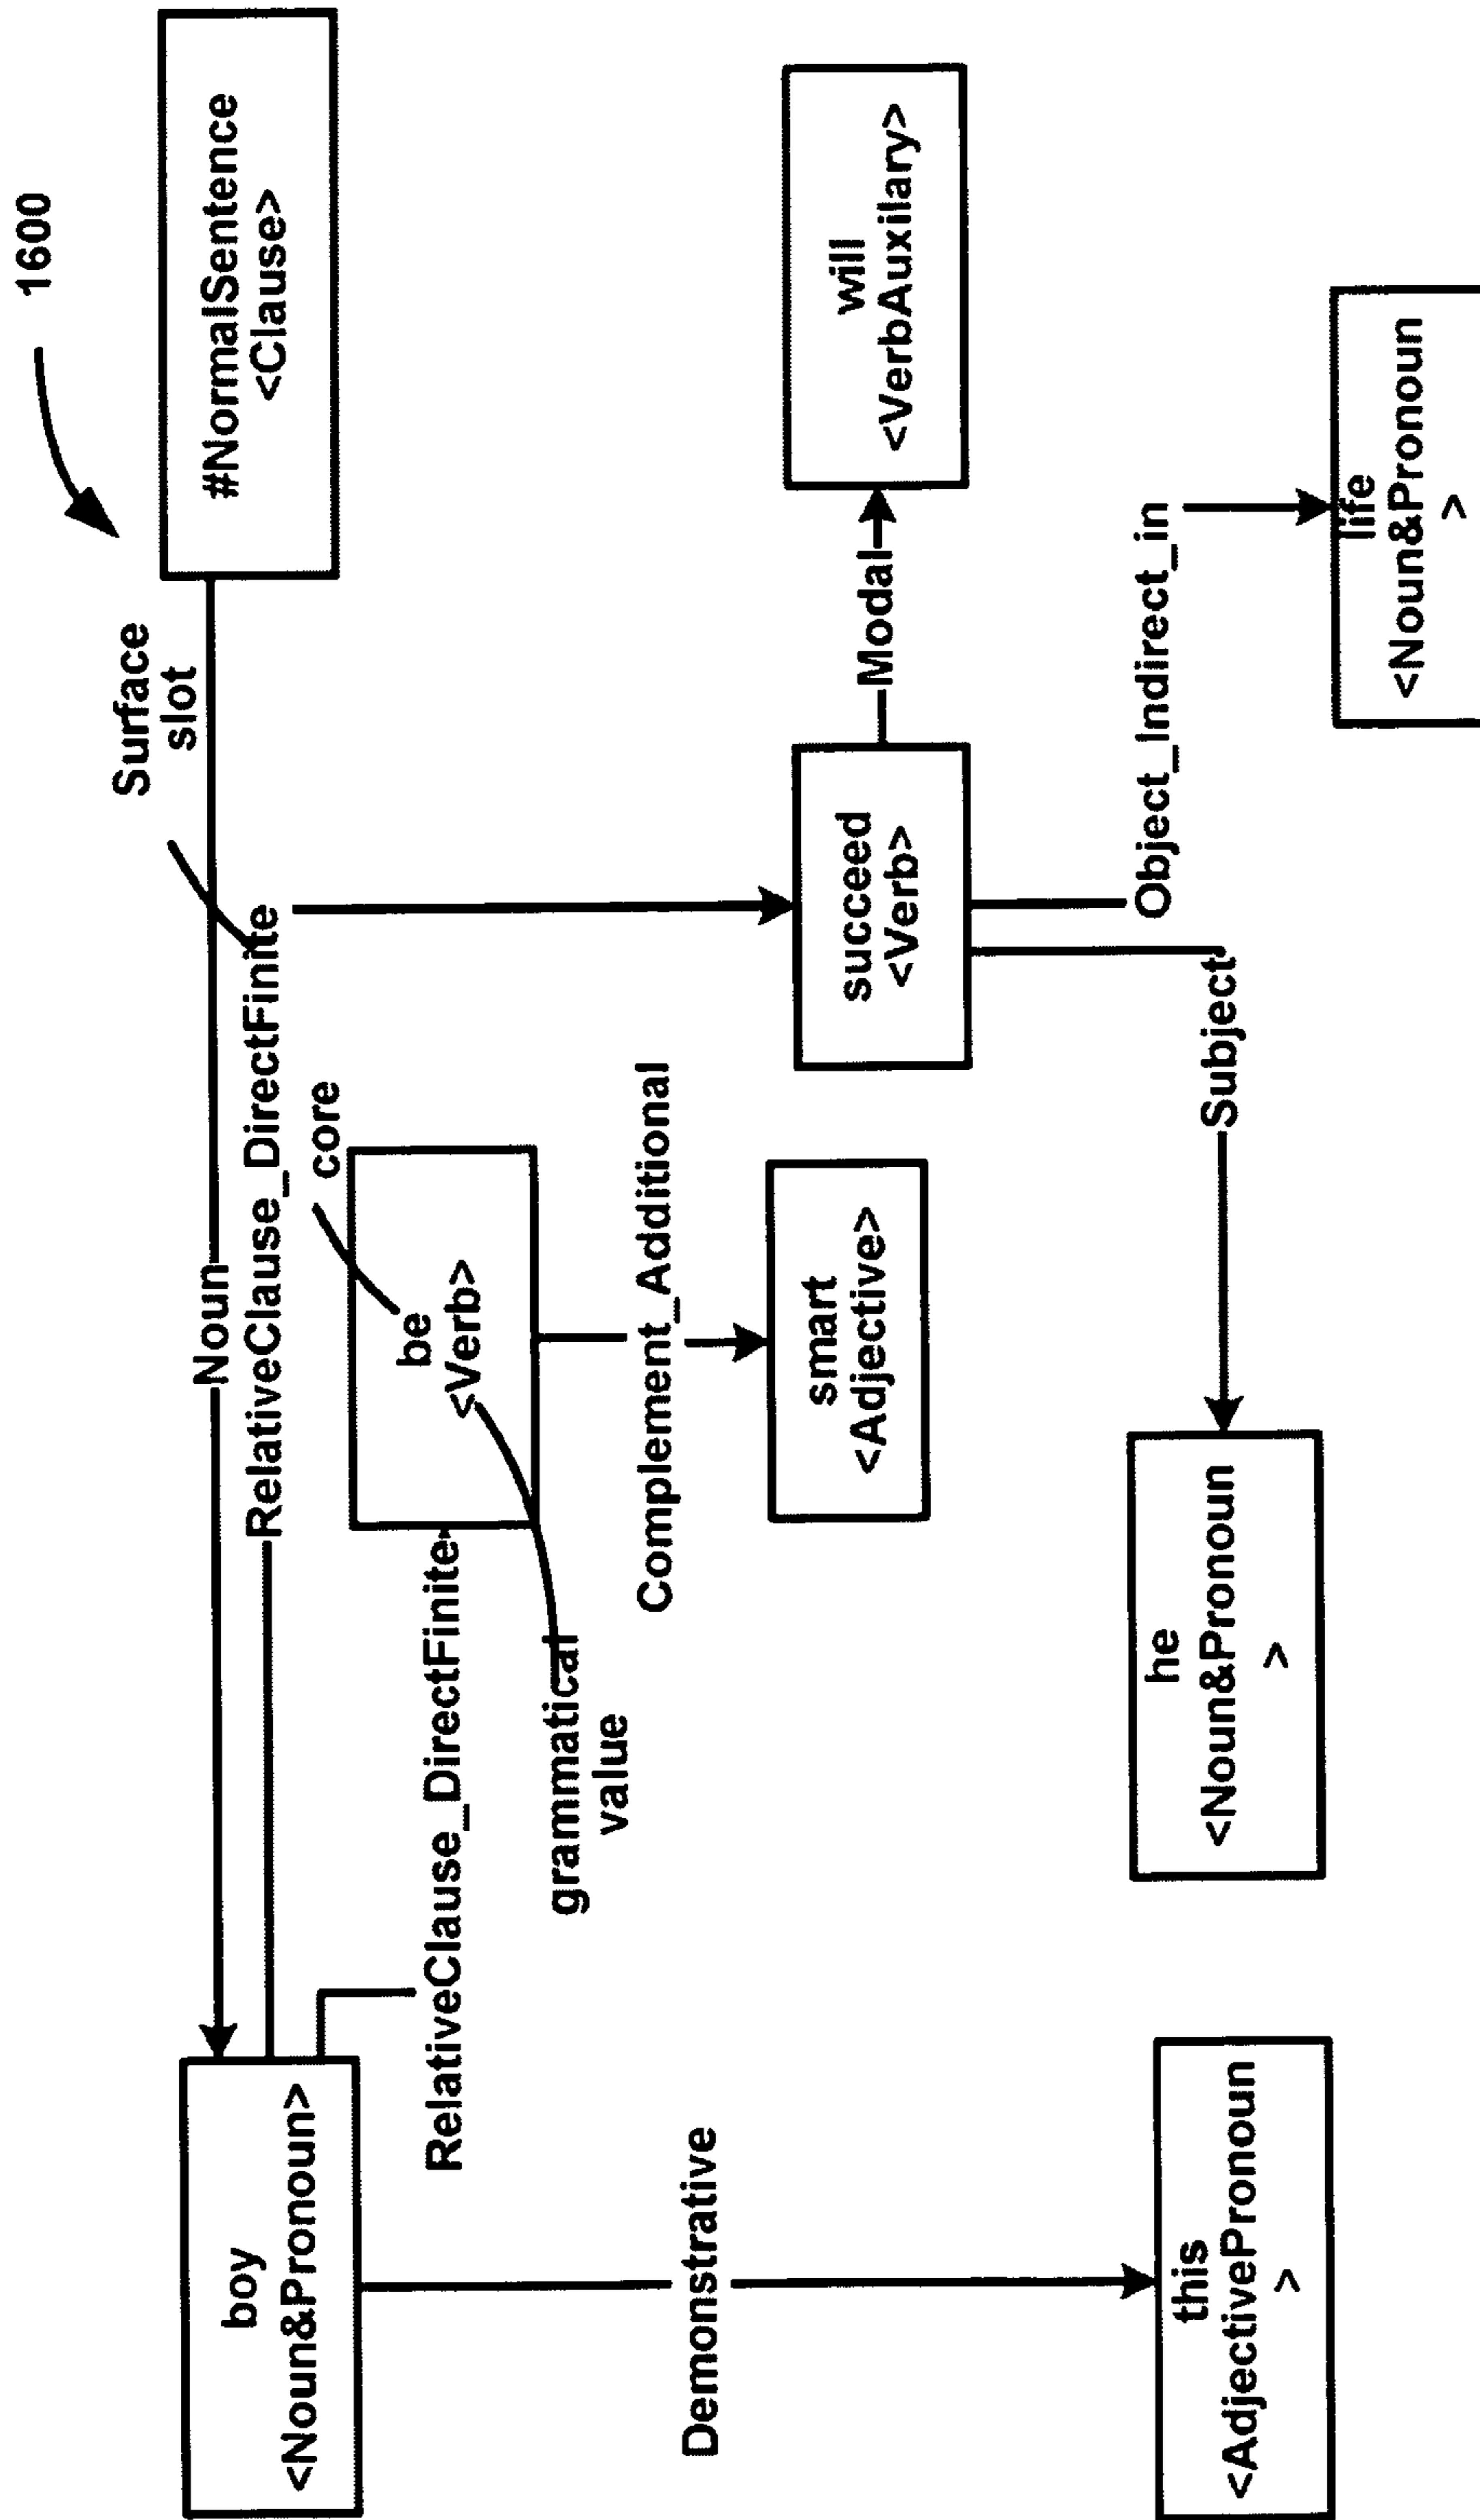 1600
#NormalSentence
<Clause>
Surface
slot
Noun
RelativeClause_DirectFinite
boy
<Noun&Pronoun>
core
be
<Verb>
RelativeClause_DirectFinite
grammatical
value
Complement_Additional
Demonstrative
smart
<Adjective>
succeed
<Verb>
Modal
will
<VerbAuxilary>
Object_Indirect_in
Subject
this
<AdjectivePronoun
>
he
<Noun&Pronoun
>
life
<Noun&Pronoun
>